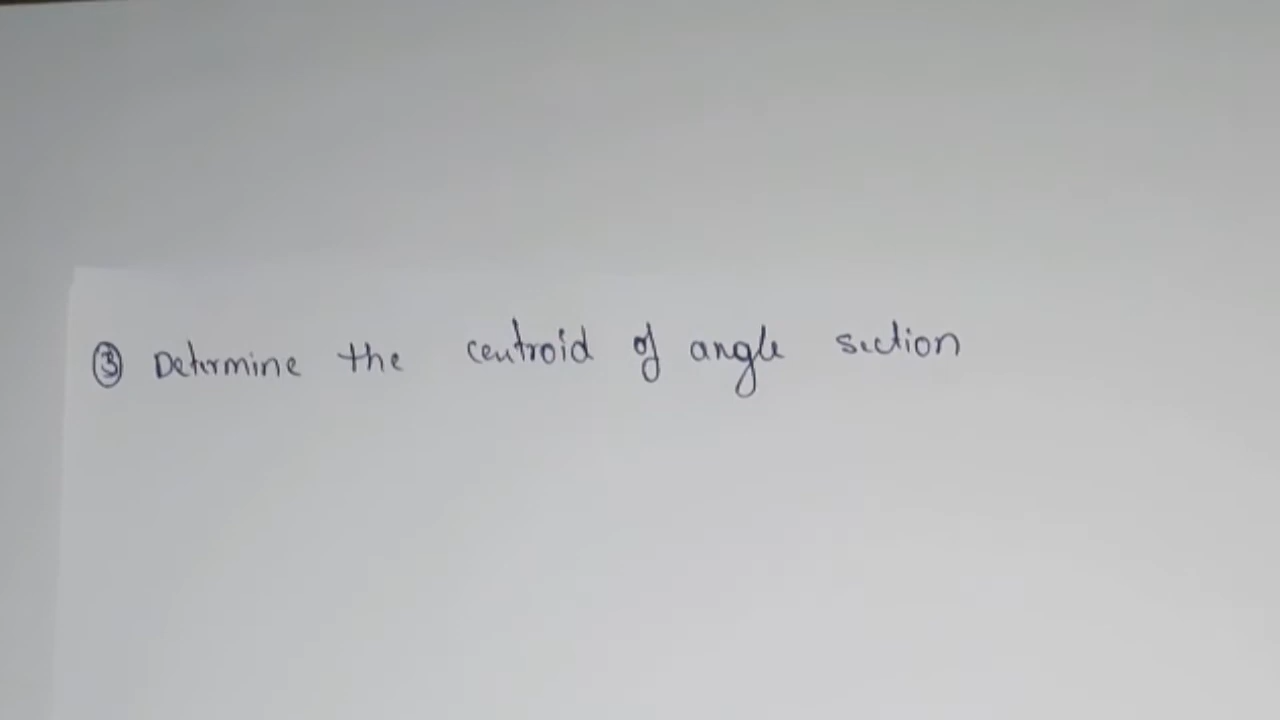 ③ Determine the centroid of angle section